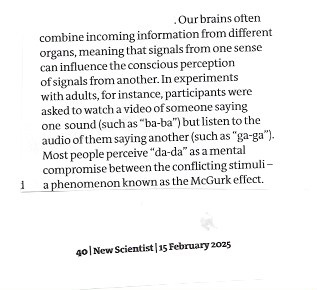 . Our brains often
combine incoming information from different
organs, meaning that signals from one sense
can influence the conscious perception
of signals from another. In experiments
with adults, for instance, participants were
asked to watch a video of someone saying
one sound (such as “ba-ba”) but listen to the
audio of them saying another (such as “ga-ga”).
Most people perceive “da-da” as a mental
compromise between the conflicting stimuli –
a phenomenon known as the McGurk effect.
40 | New Scientist | 15 February 2025